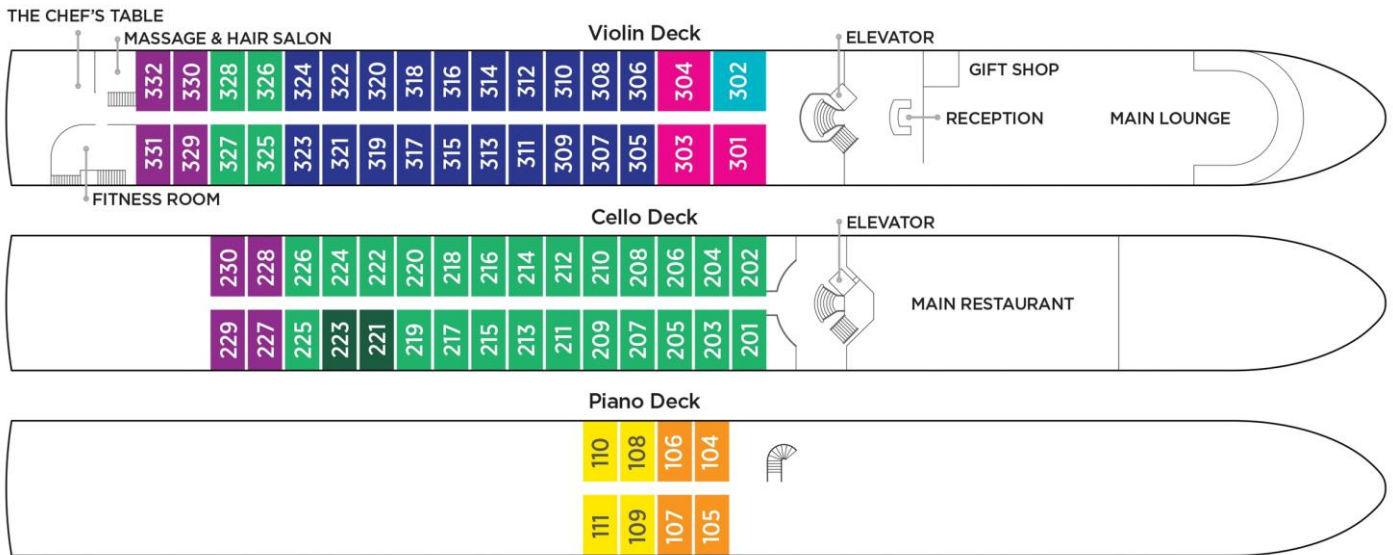 THE CHEF'S TABLE
MASSAGE & HAIR SALON
Violin Deck
ELEVATOR
332 330 328 326 324 322 320 318 316 314 312 310 308 306 304 302
GIFT SHOP
RECEPTION
MAIN LOUNGE
331 329 327 325 323 321 319 317 315 313 311 309 307 305 303 301
FITNESS ROOM
Cello Deck
ELEVATOR
230 228 226 224 222 220 218 216 214 212 210 208 206 204 202
MAIN RESTAURANT
229 227 225 223 221 219 217 215 213 211 209 207 205 203 201
Piano Deck
110 108 106 104
111 109 107 105